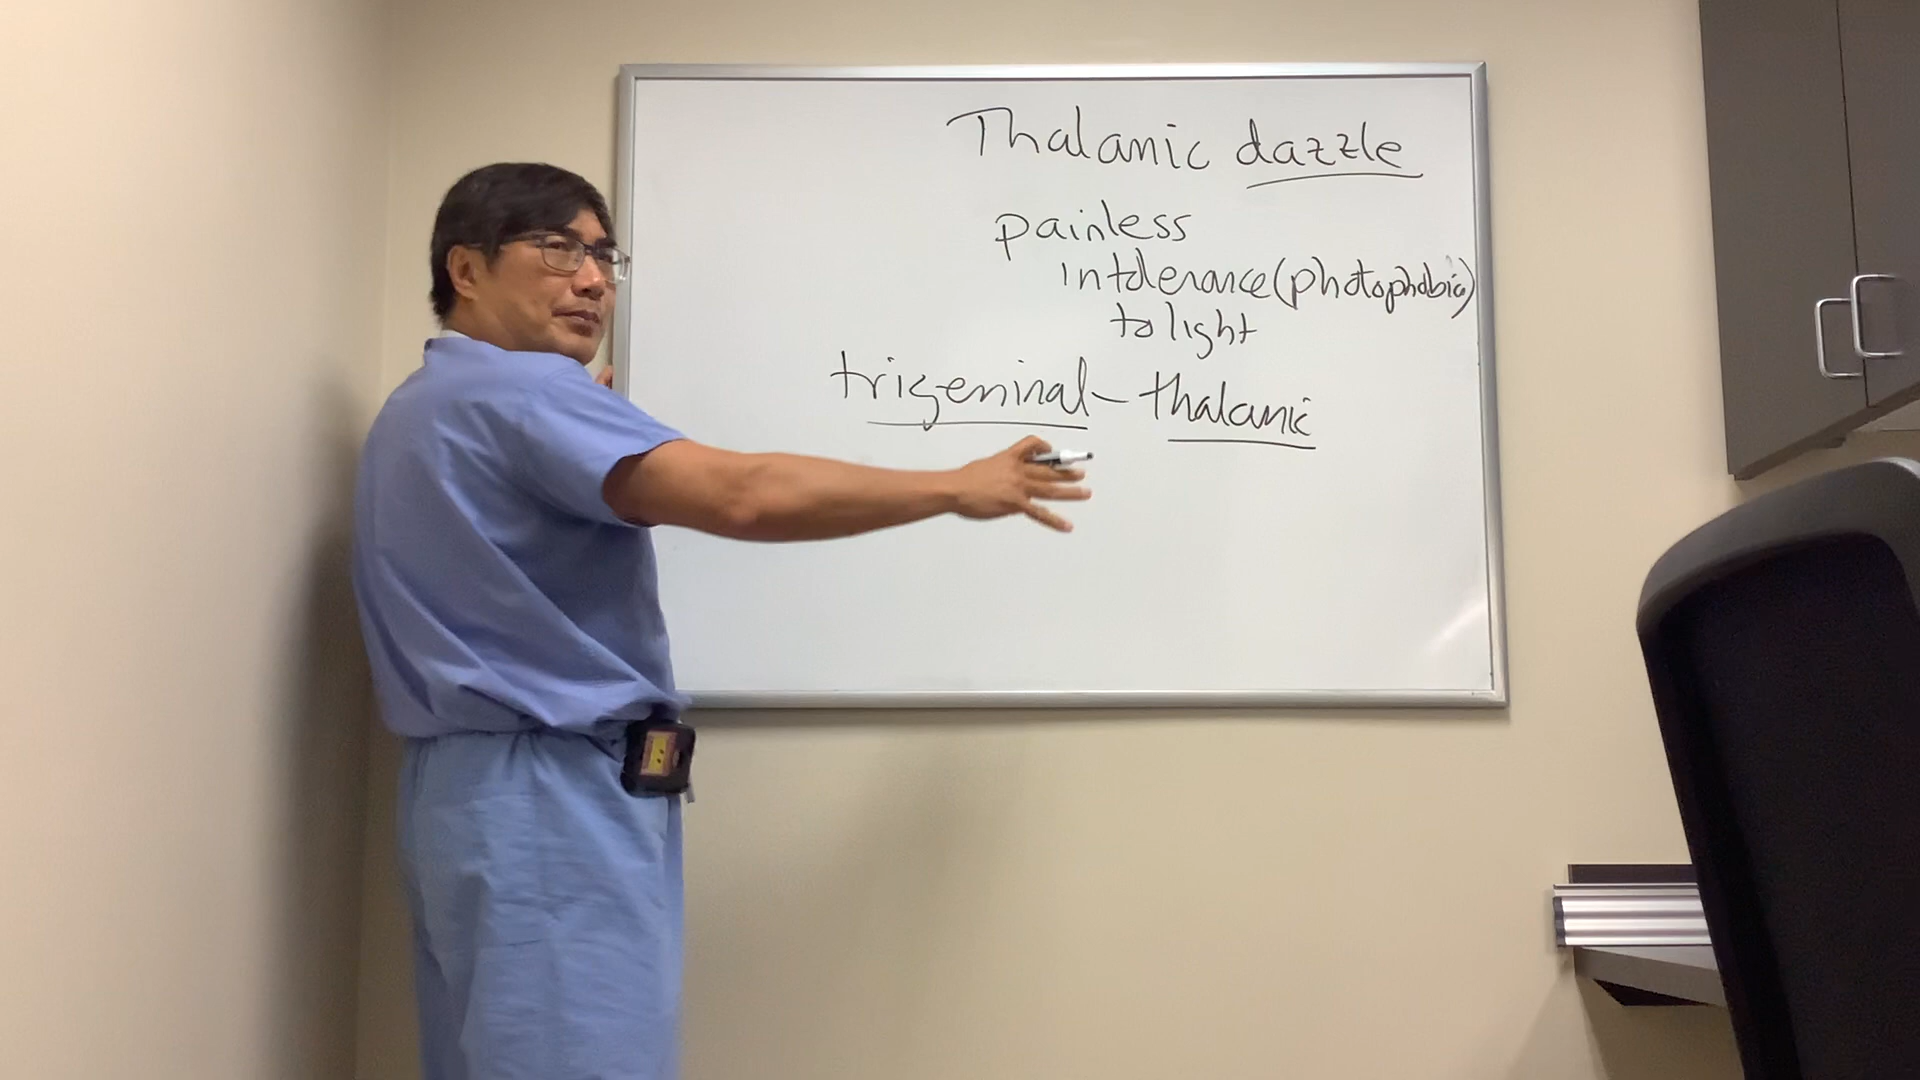 Thalamic dazzle
painless
intolerance (photophobia)
to light
trigeminal - thalamic